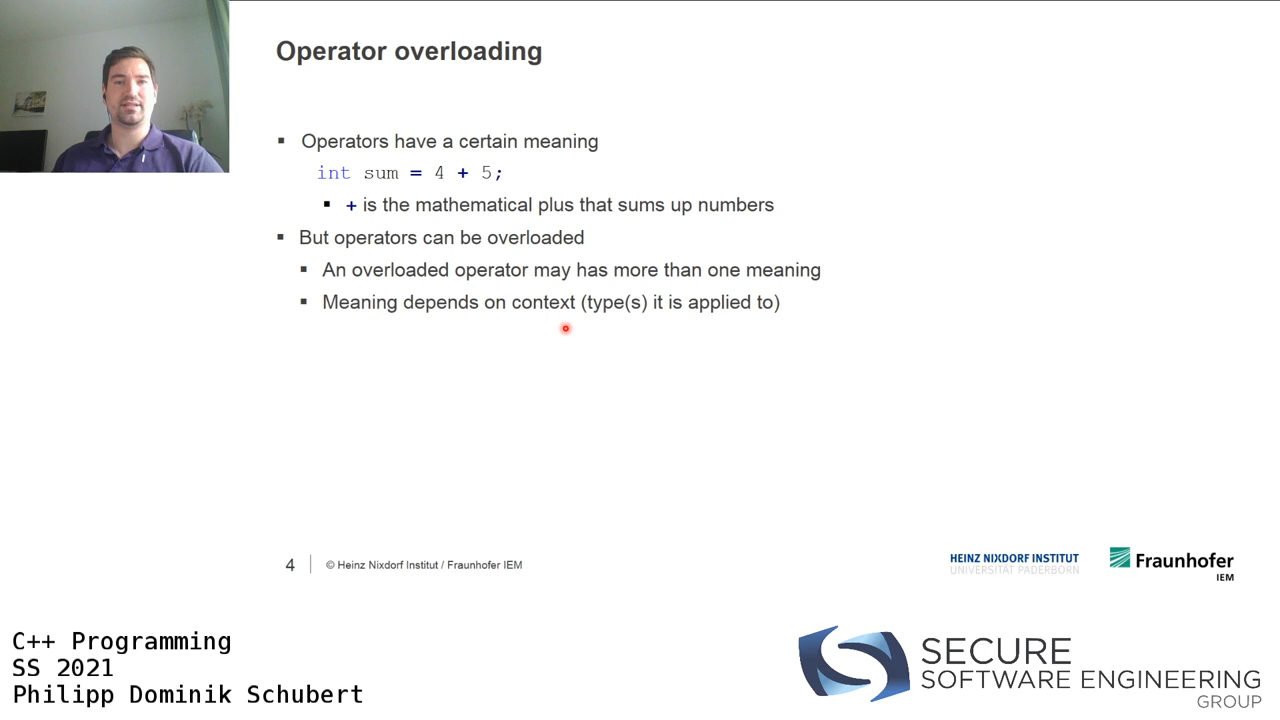 Operator overloading
▪ Operators have a certain meaning
int sum = 4 + 5;
▪ + is the mathematical plus that sums up numbers
▪ But operators can be overloaded
▪ An overloaded operator may has more than one meaning
▪ Meaning depends on context (type(s) it is applied to)
4
© Heinz Nixdorf Institut / Fraunhofer IEM
HEINZ NIXDORF INSTITUT
UNIVERSITÄT PADERBORN
Fraunhofer
IEM
C++ Programming
SS 2021
Philipp Dominik Schubert
SECURE
SOFTWARE ENGINEERING
GROUP